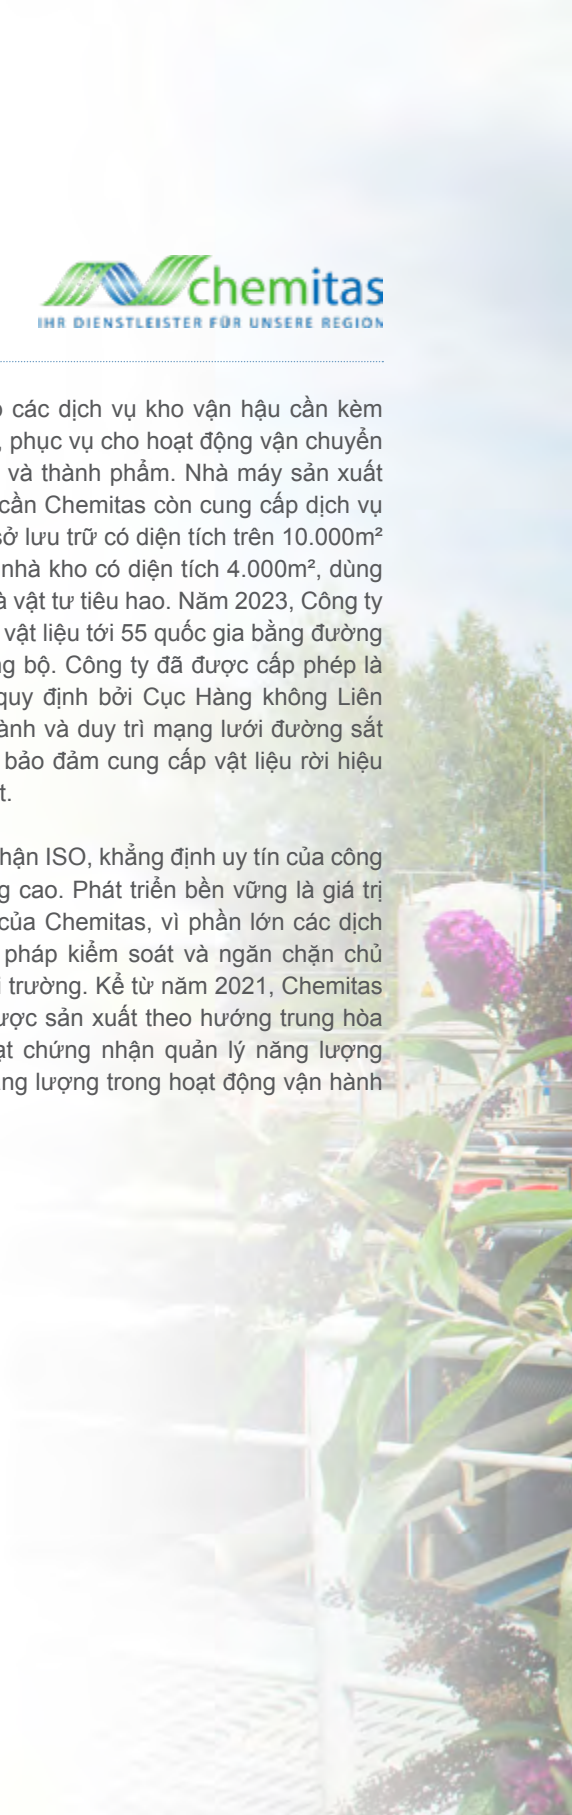 chemitas
IHR DIENSTLEISTER FÜR UNSERE REGION
các dịch vụ kho vận hậu cần kèm
, phục vụ cho hoạt động vận chuyển
và thành phẩm. Nhà máy sản xuất
cần Chemitas còn cung cấp dịch vụ
sở lưu trữ có diện tích trên 10.000m²
nhà kho có diện tích 4.000m², dùng
à vật tư tiêu hao. Năm 2023, Công ty
vật liệu tới 55 quốc gia bằng đường
ng bộ. Công ty đã được cấp phép là
quy định bởi Cục Hàng không Liên
ành và duy trì mạng lưới đường sắt
bảo đảm cung cấp vật liệu rời hiệu
t.
hận ISO, khẳng định uy tín của công
g cao. Phát triển bền vững là giá trị
của Chemitas, vì phần lớn các dịch
pháp kiểm soát và ngăn chặn chủ
i trường. Kể từ năm 2021, Chemitas
ược sản xuất theo hướng trung hòa
ạt chứng nhận quản lý năng lượng
ăng lượng trong hoạt động vận hành